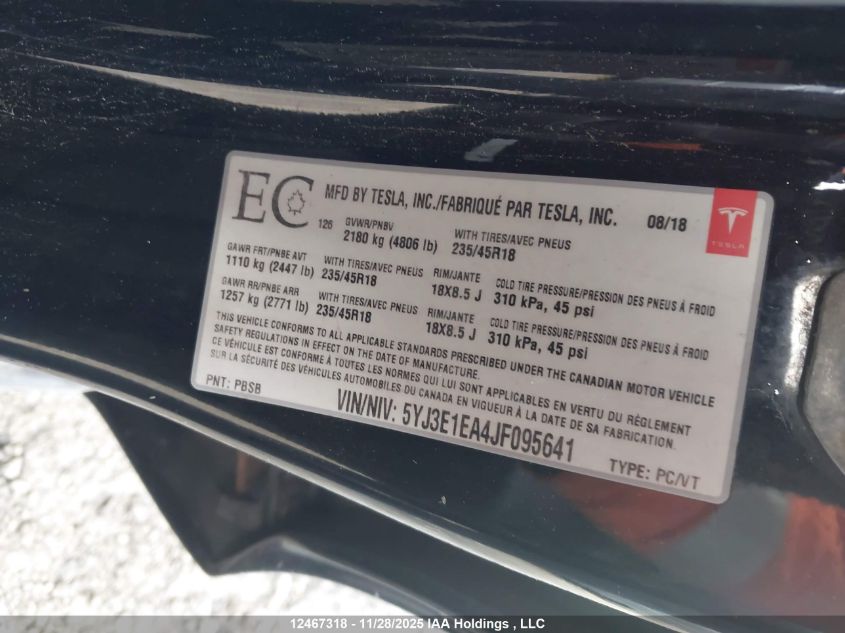 EC MFD BY TESLA, INC./FABRIQUÉ PAR TESLA, INC. 08/18
TESLA
126 GVWR/PNBV WITH TIRES/AVEC PNEUS
2180 kg (4806 lb) 235/45R18
GAWR FRT/PNBE AVT WITH TIRES/AVEC PNEUS RIM/JANTE COLD TIRE PRESSURE/PRESSION DES PNEUS À FROID
1110 kg (2447 lb) 235/45R18 18X8.5 J 310 kPa, 45 psi
GAWR RR/PNBE ARR WITH TIRES/AVEC PNEUS RIM/JANTE COLD TIRE PRESSURE/PRESSION DES PNEUS À FROID
1257 kg (2771 lb) 235/45R18 18X8.5 J 310 kPa, 45 psi
THIS VEHICLE CONFORMS TO ALL APPLICABLE STANDARDS PRESCRIBED UNDER THE CANADIAN MOTOR VEHICLE
SAFETY REGULATIONS IN EFFECT ON THE DATE OF MANUFACTURE.
CE VÉHICULE EST CONFORME À TOUTES LES NORMES QUI LUI SONT APPLICABLES EN VERTU DU RÉGLEMENT
SUR LA SÉCURITÉ DES VÉHICULES AUTOMOBILES DU CANADA EN VIGUEUR À LA DATE DE SA FABRICATION.
PNT: PBSB VIN/NIV: 5YJ3E1EA4JF095641 TYPE: PC/VT
12467318 - 11/28/2025 IAA Holdings , LLC